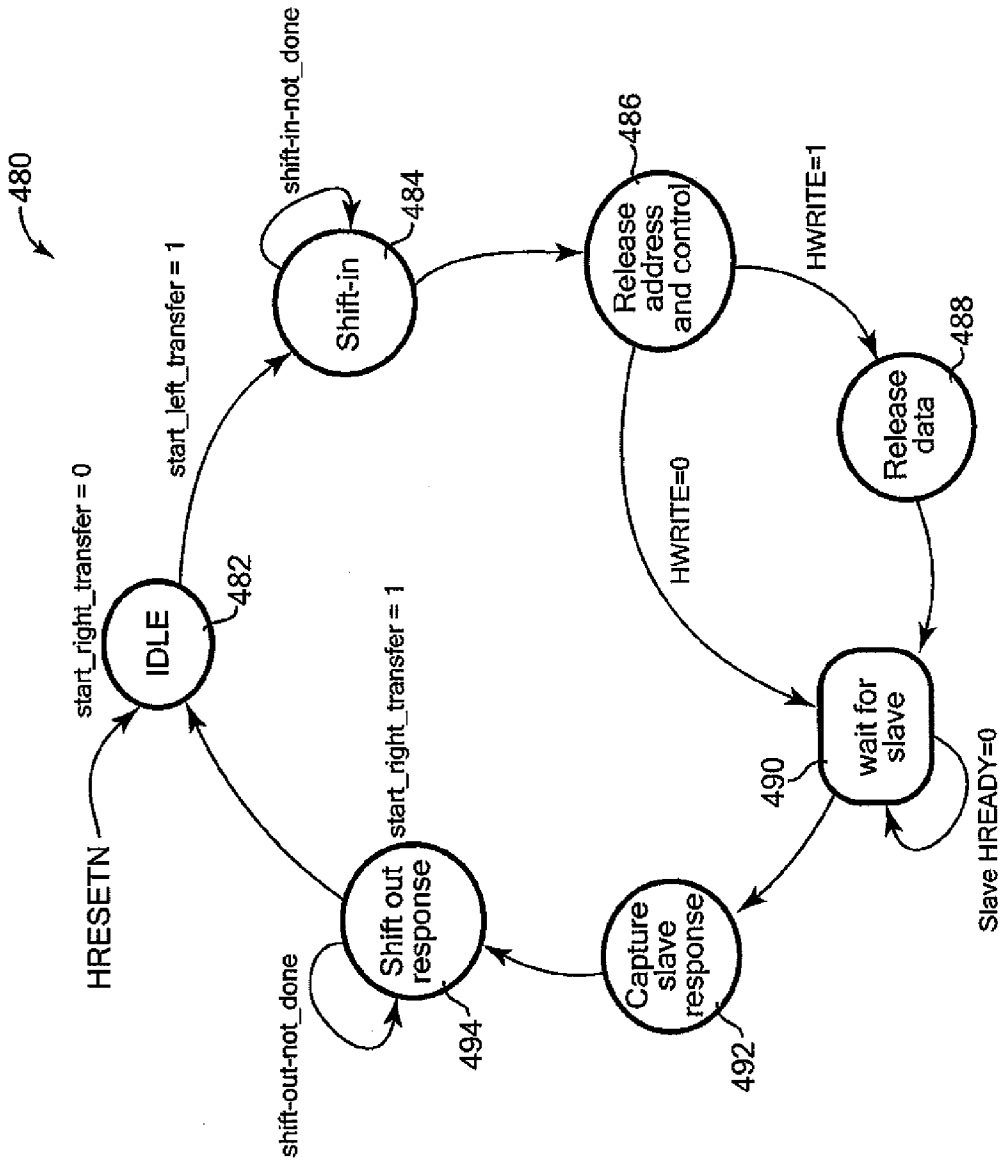 480
HRESETN
start_right_transfer = 0
IDLE
482
start_left_transfer = 1
Shift-in
484
shift-in-not_done
Release
address
and control
486
HWRITE=1
Release
data
488
HWRITE=0
wait for
slave
490
Slave HREADY=0
Capture
slave
response
492
Shift out
response
494
start_right_transfer = 1
shift-out-not_done